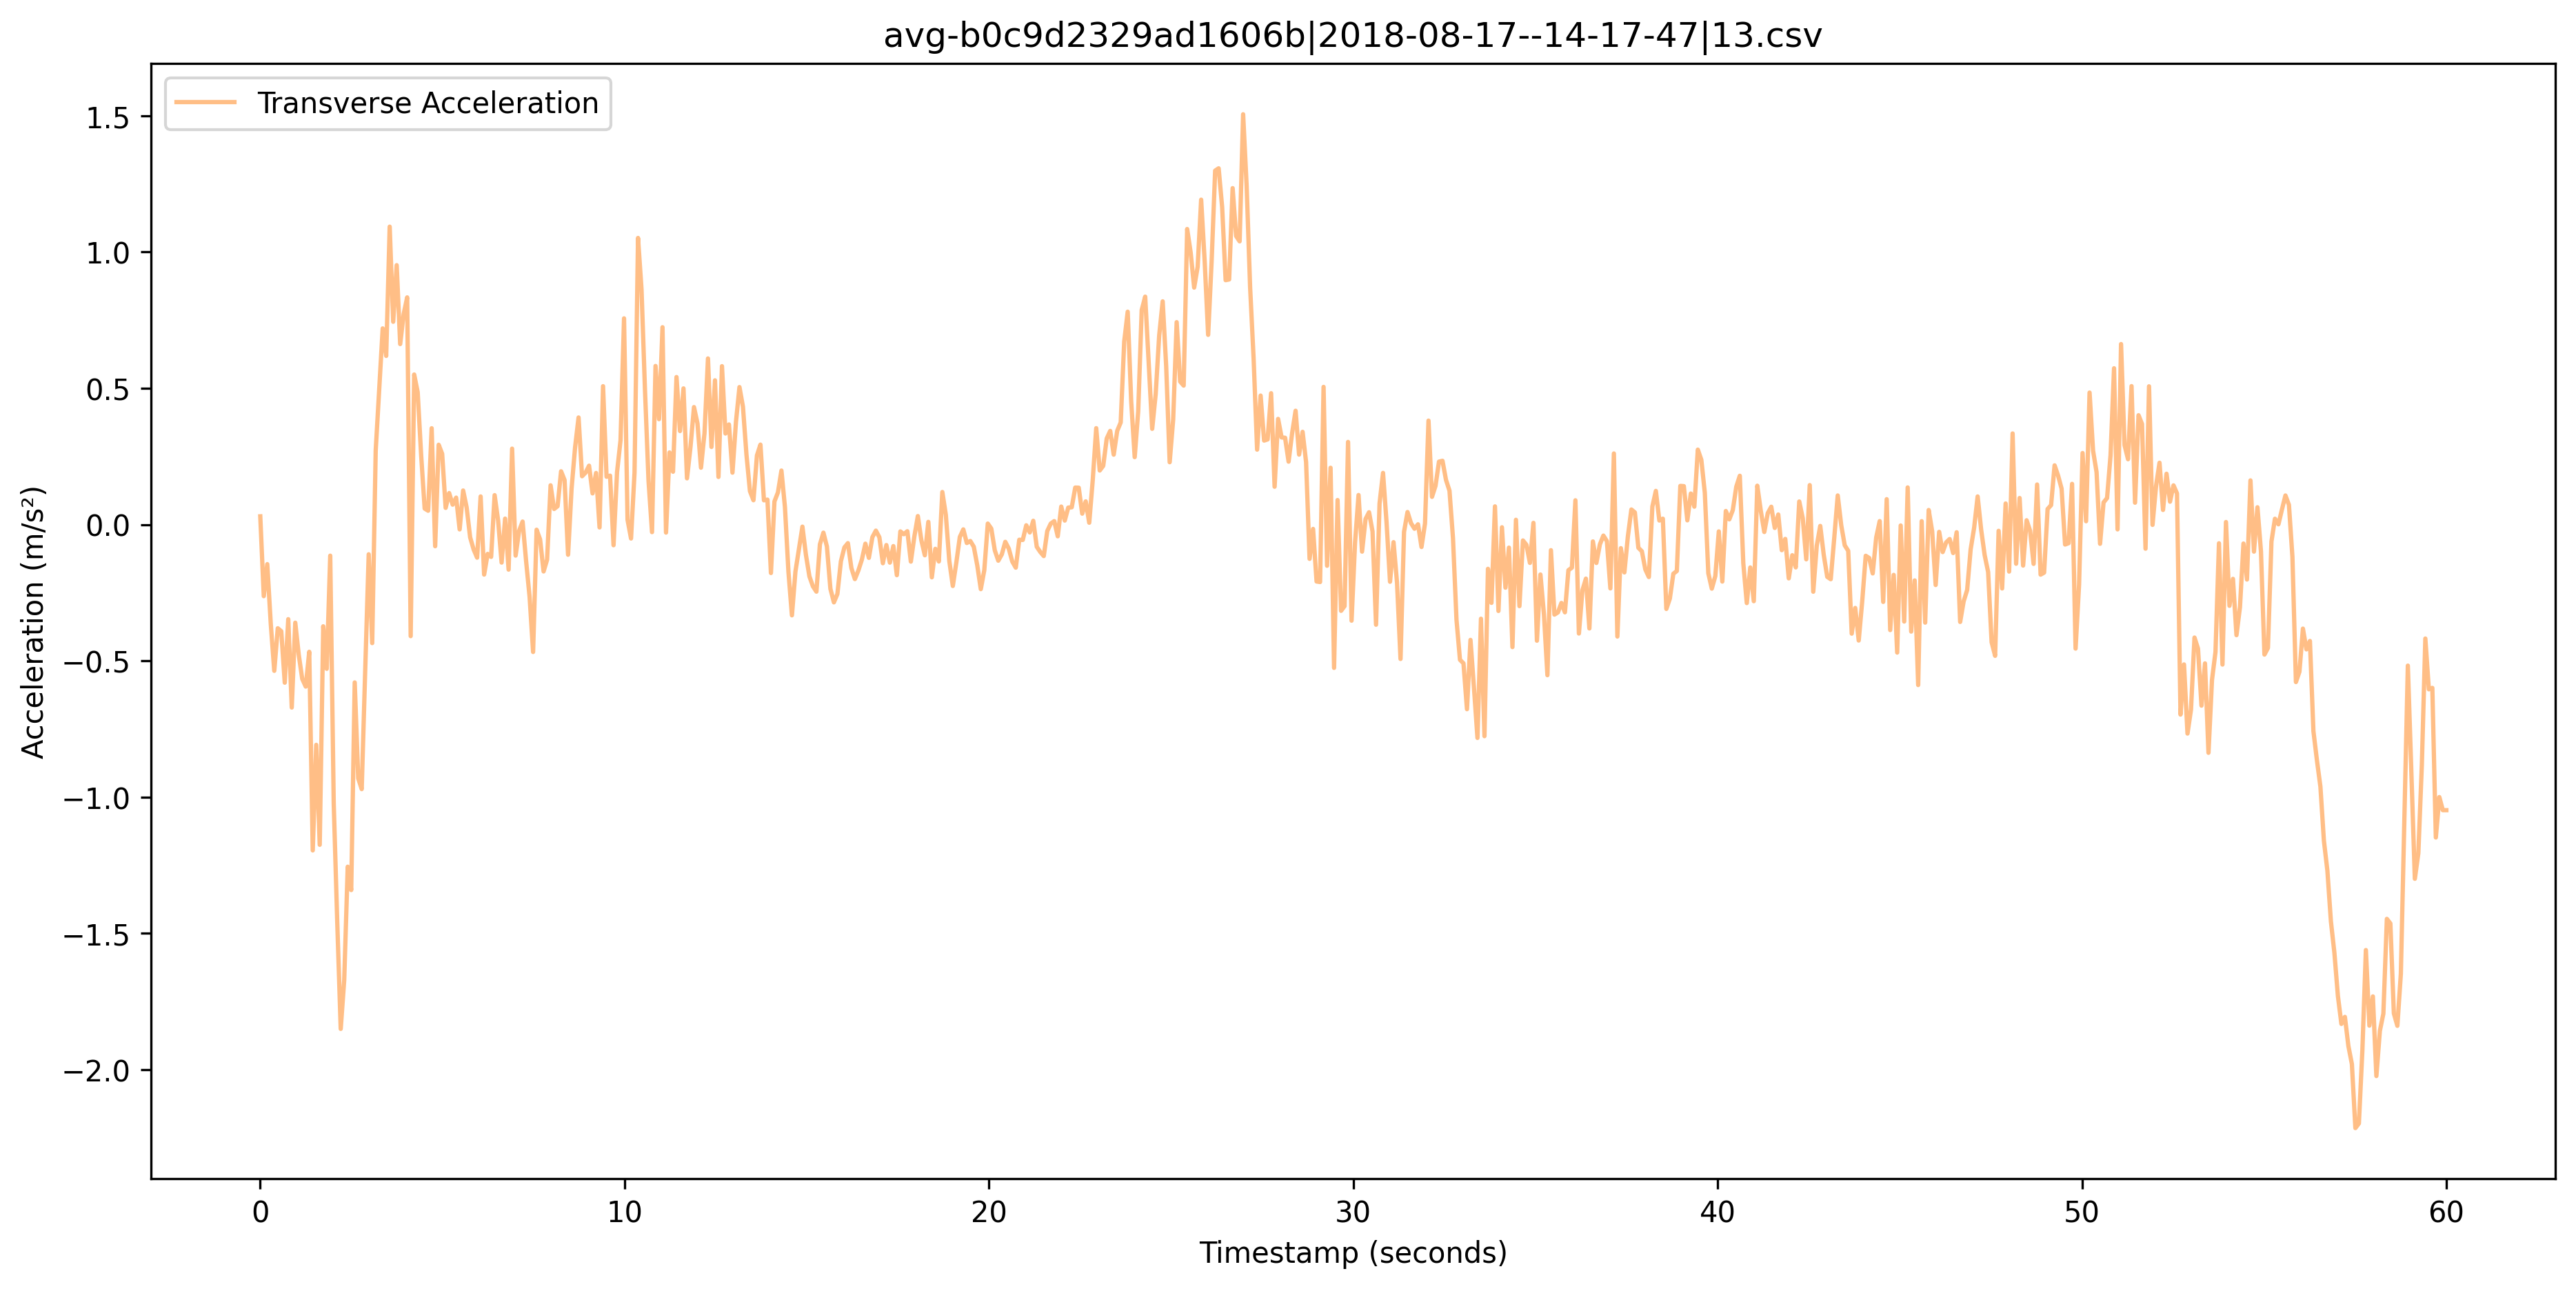 avg-b0c9d2329ad1606b|2018-08-17--14-17-47|13.csv
Transverse Acceleration
1.5
1.0
0.5
0.0
−0.5
−1.0
−1.5
−2.0
Acceleration (m/s²)
0 10 20 30 40 50 60
Timestamp (seconds)